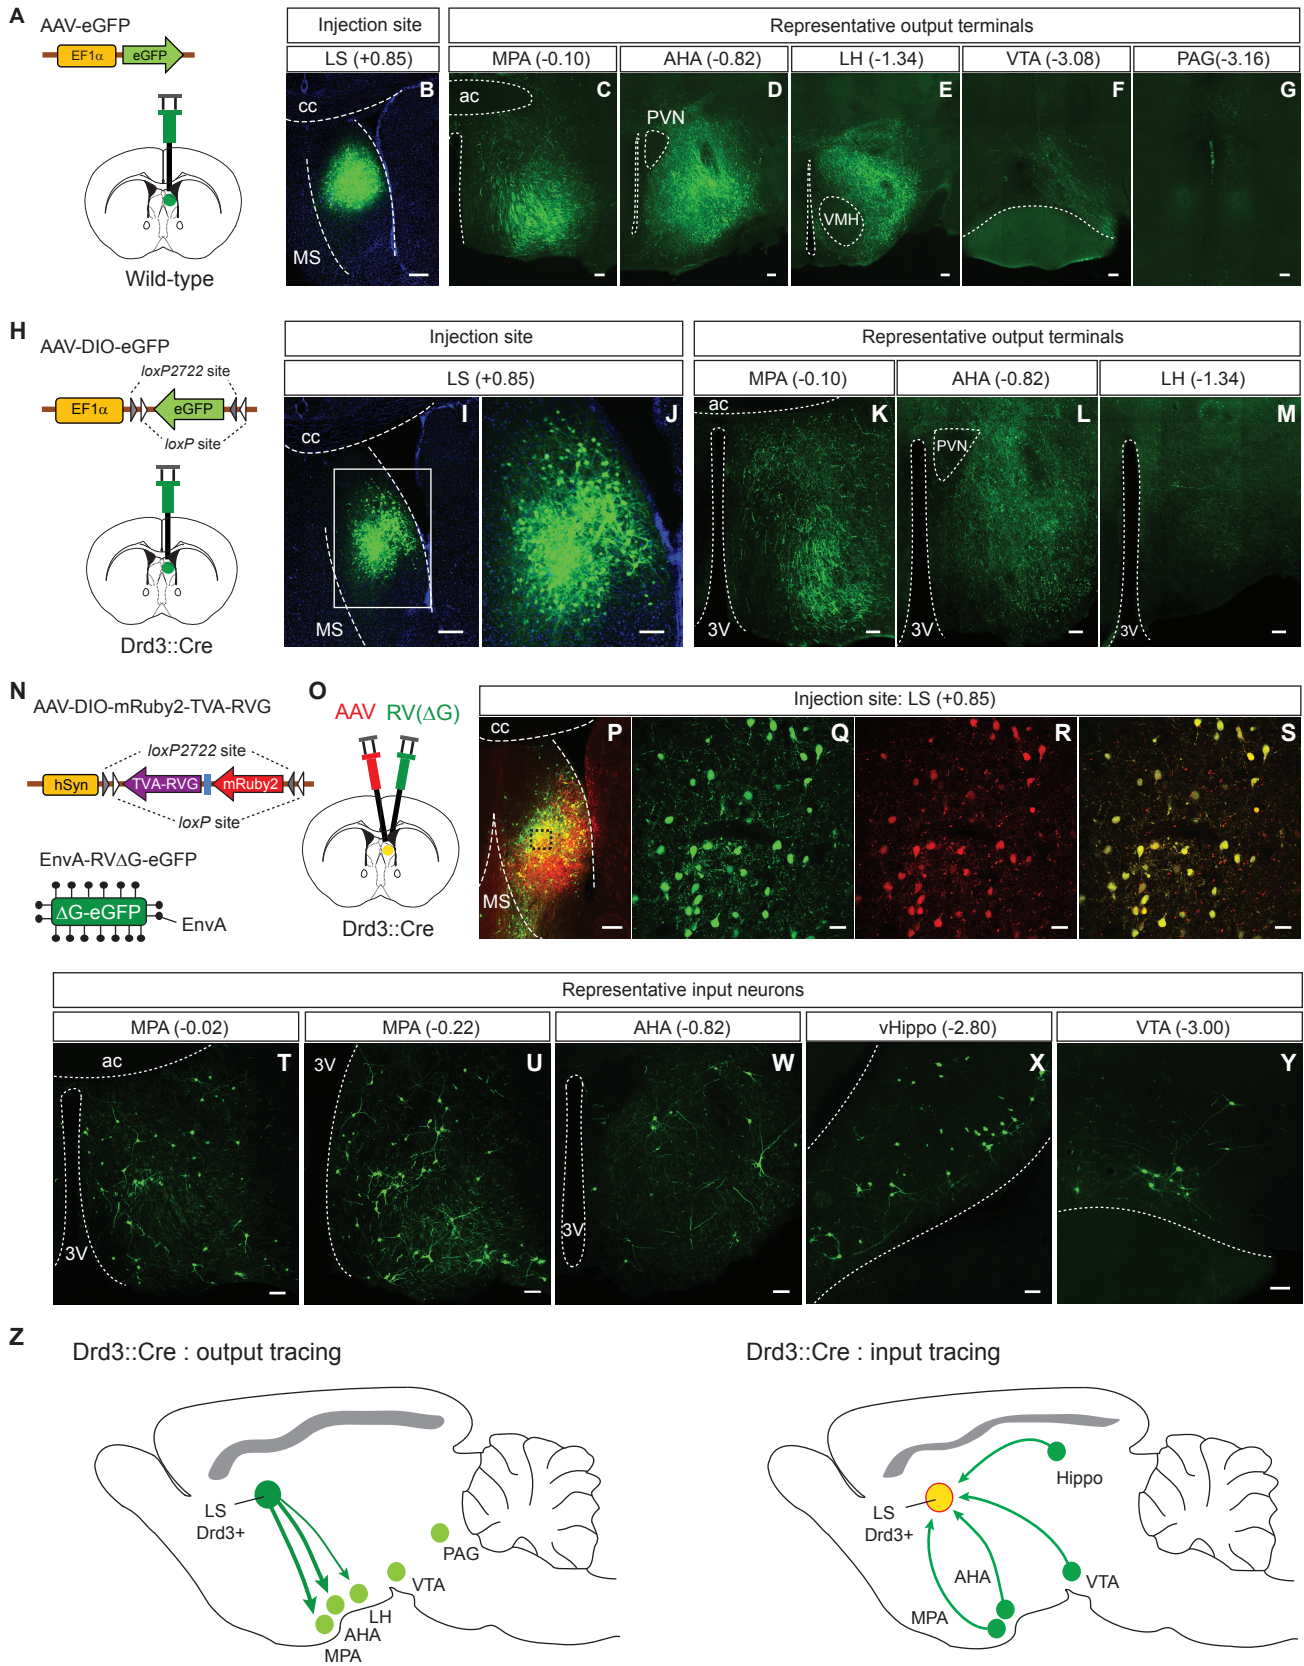 A
AAV-eGFP
EF1α
eGFP
Wild-type
Injection site
Representative output terminals
LS (+0.85)
MPA (-0.10)
AHA (-0.82)
LH (-1.34)
VTA (-3.08)
PAG(-3.16)
B
cc
MS
C
ac
D
PVN
E
VMH
F
G
H
AAV-DIO-eGFP
loxP2722 site
EF1α
eGFP
loxP site
Drd3::Cre
Injection site
Representative output terminals
LS (+0.85)
MPA (-0.10)
AHA (-0.82)
LH (-1.34)
I
cc
MS
J
K
ac
3V
L
PVN
3V
M
3V
N
AAV-DIO-mRuby2-TVA-RVG
loxP2722 site
hSyn
TVA-RVG
mRuby2
loxP site
EnvA-RVΔG-eGFP
ΔG-eGFP
EnvA
O
AAV
RV(ΔG)
Drd3::Cre
Injection site: LS (+0.85)
P
cc
MS
Q
R
S
Representative input neurons
MPA (-0.02)
MPA (-0.22)
AHA (-0.82)
vHippo (-2.80)
VTA (-3.00)
T
ac
3V
U
3V
W
3V
X
Y
Z
Drd3::Cre : output tracing
LS
Drd3+
PAG
VTA
LH
AHA
MPA
Drd3::Cre : input tracing
Hippo
LS
Drd3+
AHA
VTA
MPA